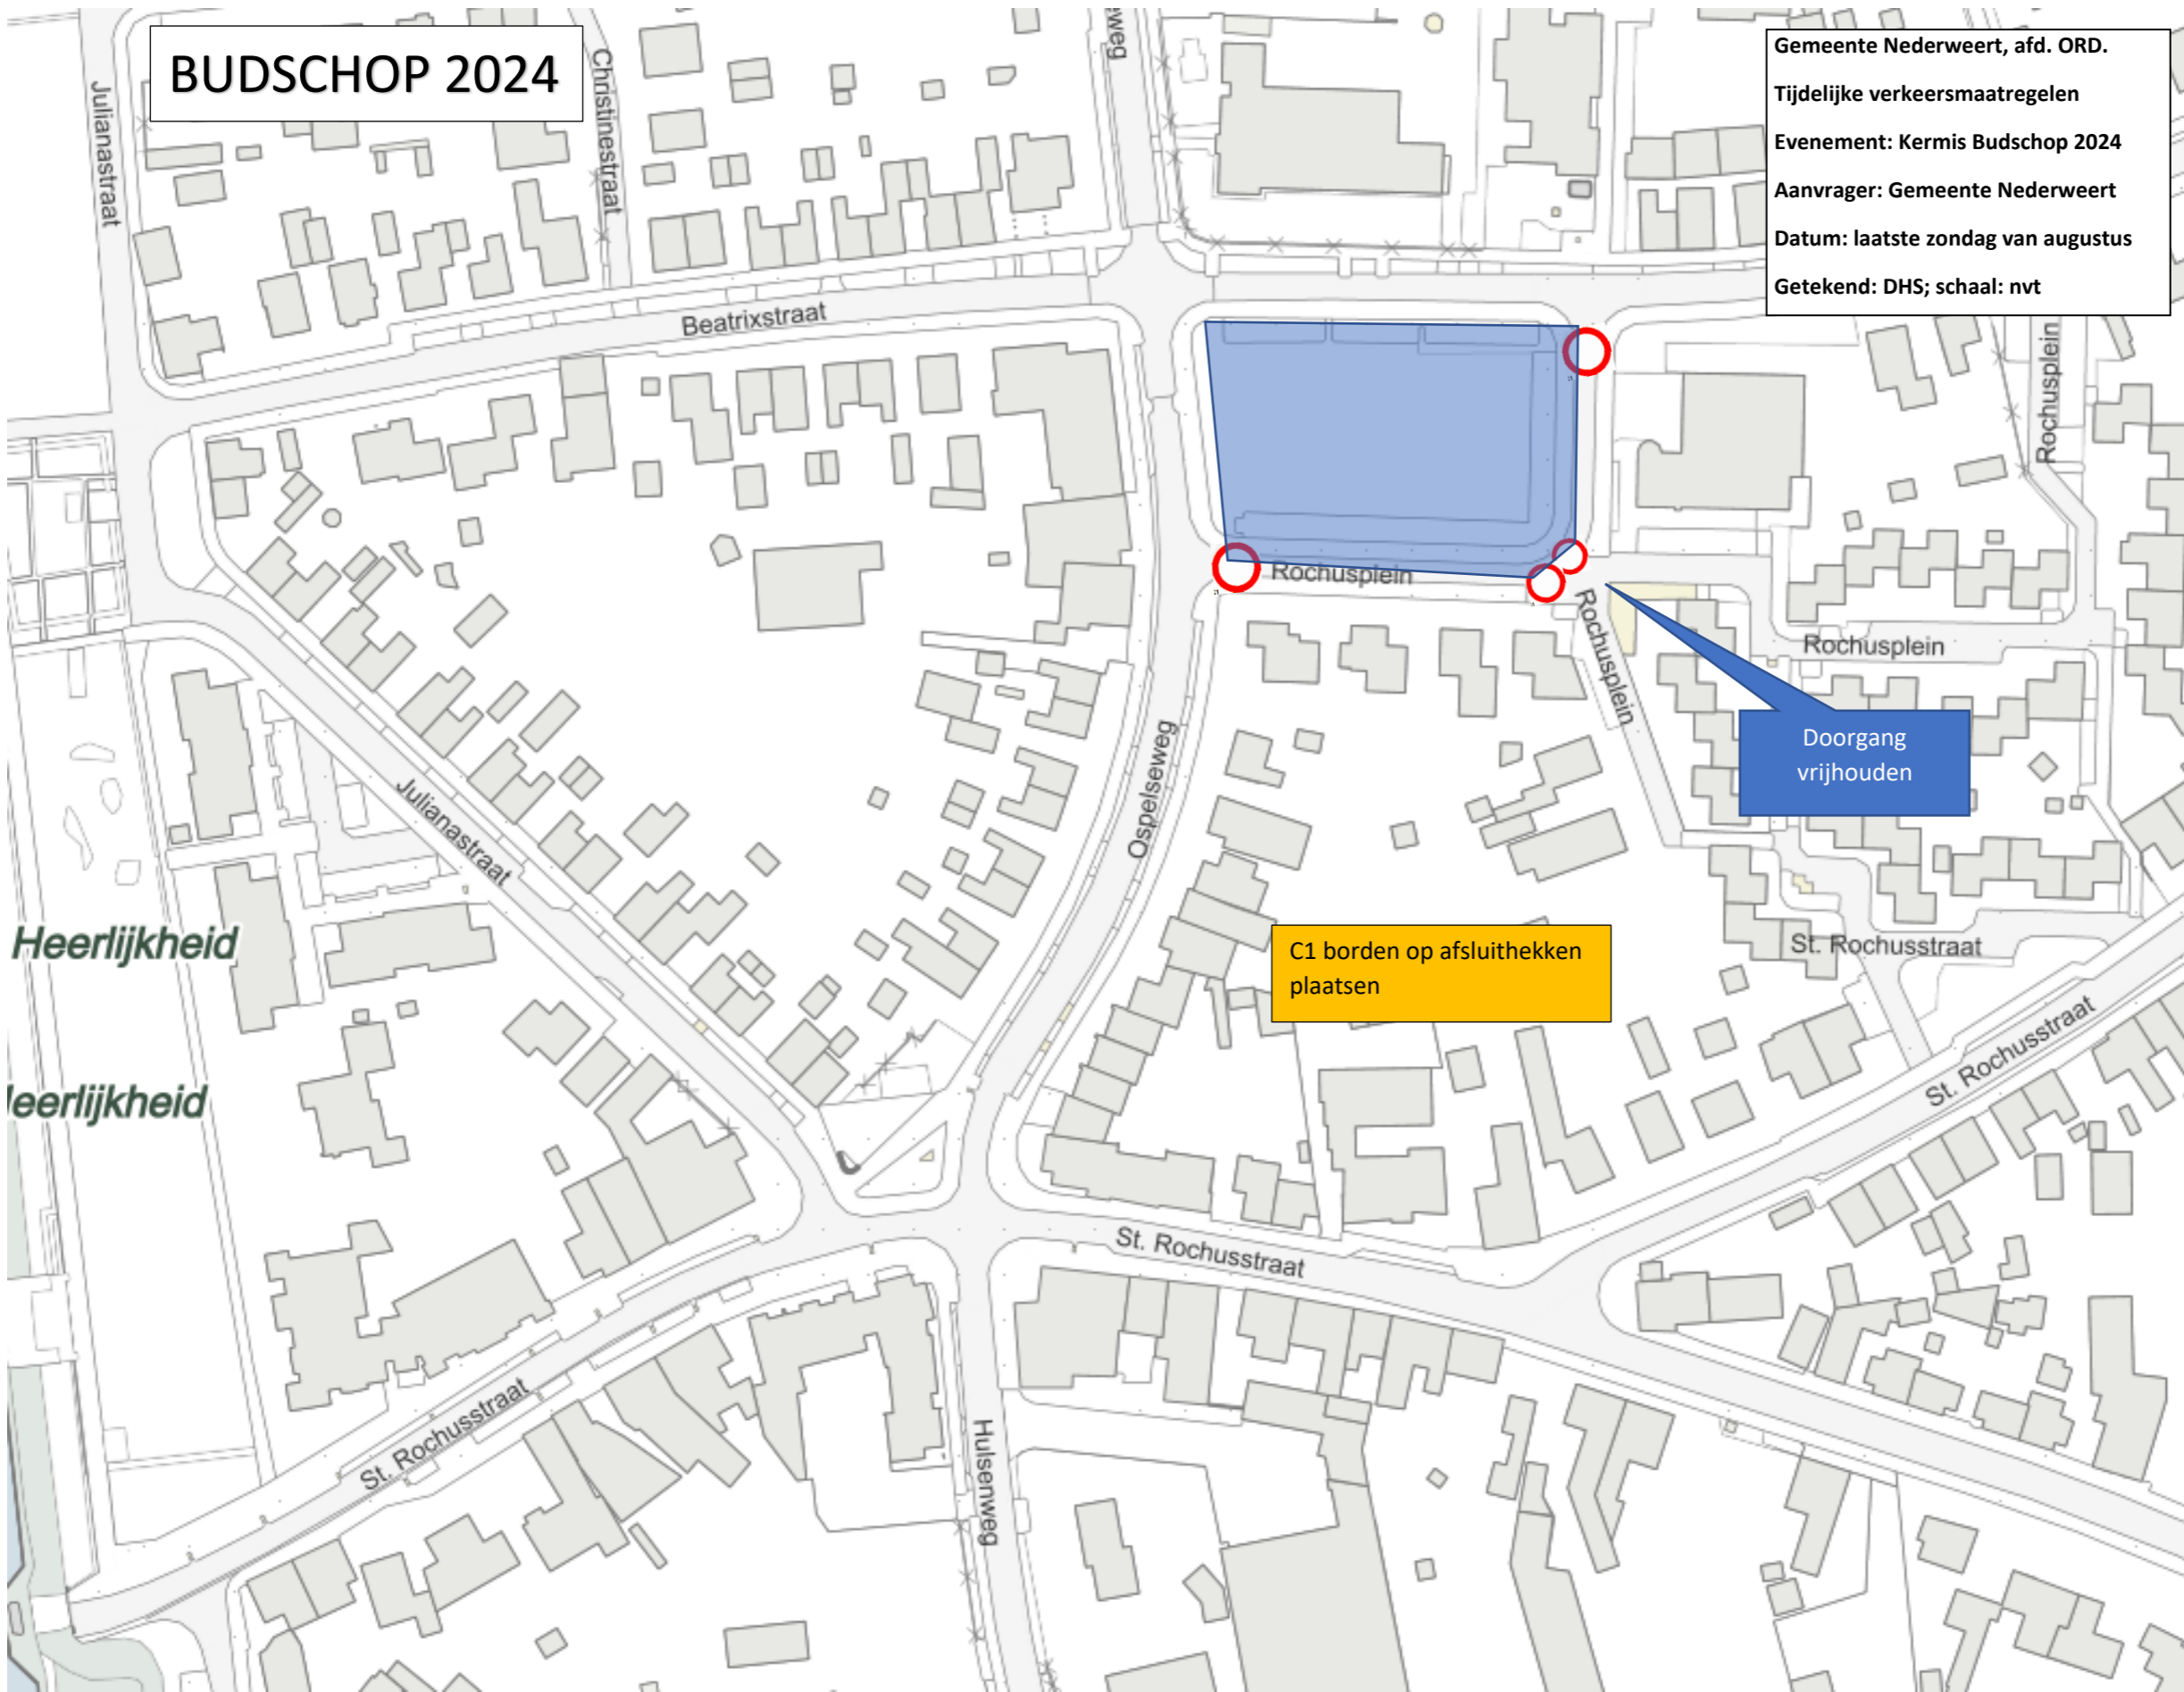 BUDSCHOP 2024
Gemeente Nederweert, afd. ORD.
Tijdelijke verkeersmaatregelen
Evenement: Kermis Budschop 2024
Aanvrager: Gemeente Nederweert
Datum: laatste zondag van augustus
Getekend: DHS; schaal: nvt
Julianastraat
Christinestraat
weg
Beatrixstraat
Rochusplein
Rochusplein
Rochusplein
Rochusplein
Doorgang
vrijhouden
Ospelseweg
Julianastraat
Heerlijkheid
C1 borden op afsluithekken
plaatsen
St. Rochusstraat
St. Rochusstraat
eerlijkheid
St. Rochusstraat
St. Rochusstraat
Hulsenweg